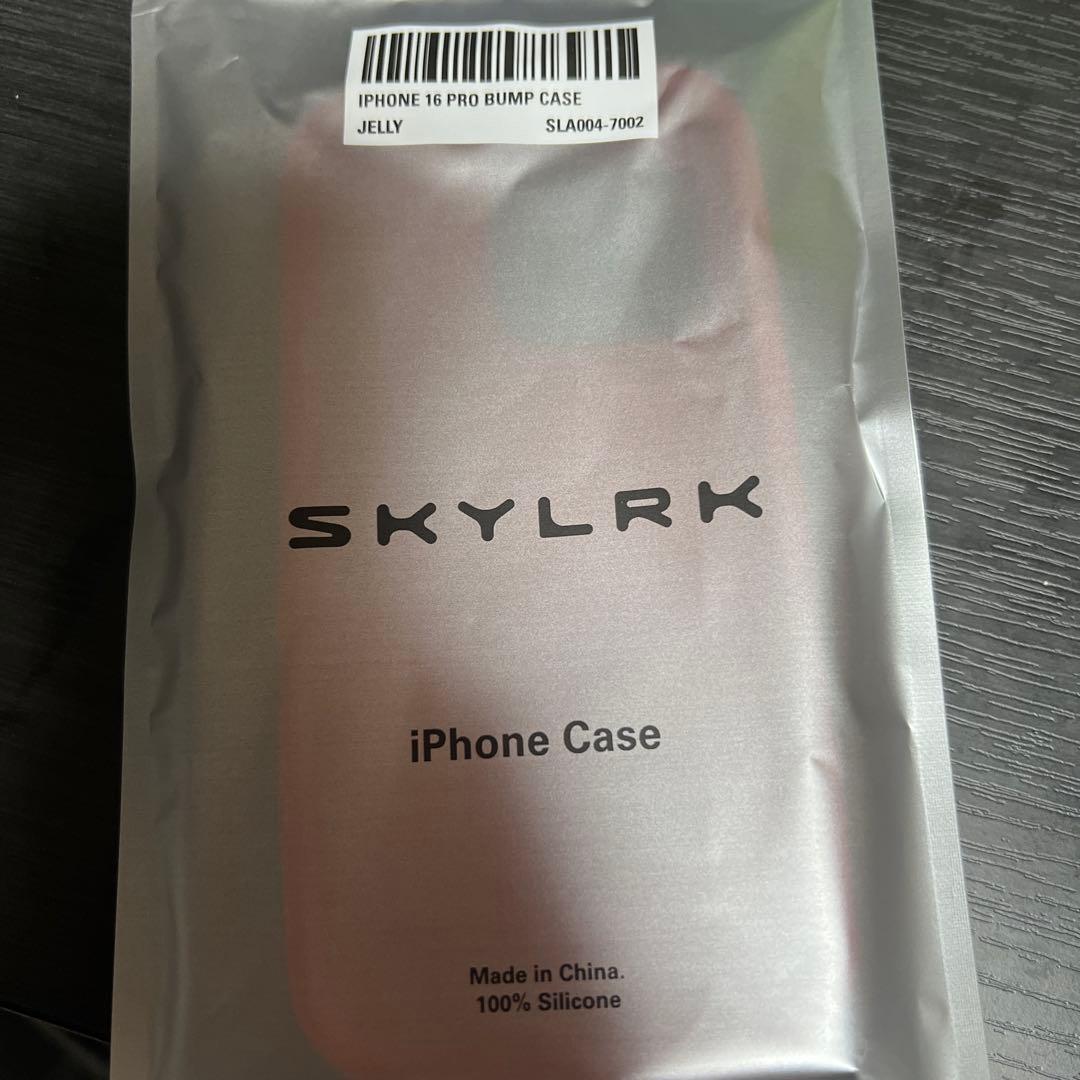 IPHONE 16 PRO BUMP CASE
JELLY SLA004-7002
SKYLRK
iPhone Case
Made in China.
100% Silicone